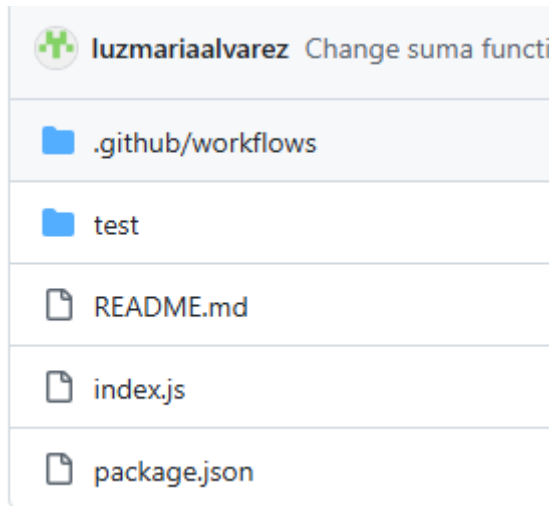 luzmariaalvarez Change suma
.github/workflows
test
README.md
index.js
package.json